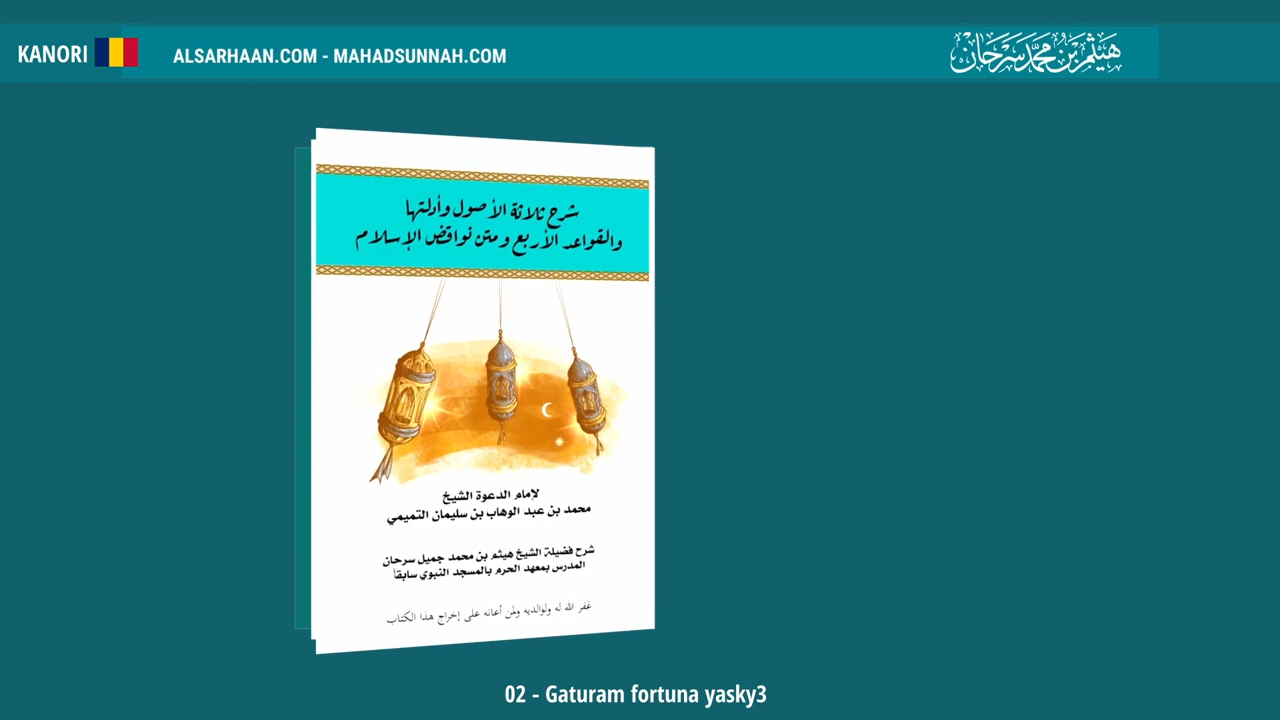 KANORI
ALSARHAAN.COM - MAHADSUNNAH.COM
هيثم بن محمد سرحان
شرح ثلاثة الأصول وأدلتها
والقواعد الأربع ومتن نواقض الإسلام
لإمام الدعوة الشيخ
محمد بن عبد الوهاب بن سليمان التميمي
شرح فضيلة الشيخ هيثم بن محمد جميل سرحان
المدرس بمعهد الحرم بالمسجد النبوي سابقاً
غفر الله له ولوالديه ولمن أعانه على إخراج هذا الكتاب
02 - Gaturam fortuna yasky3